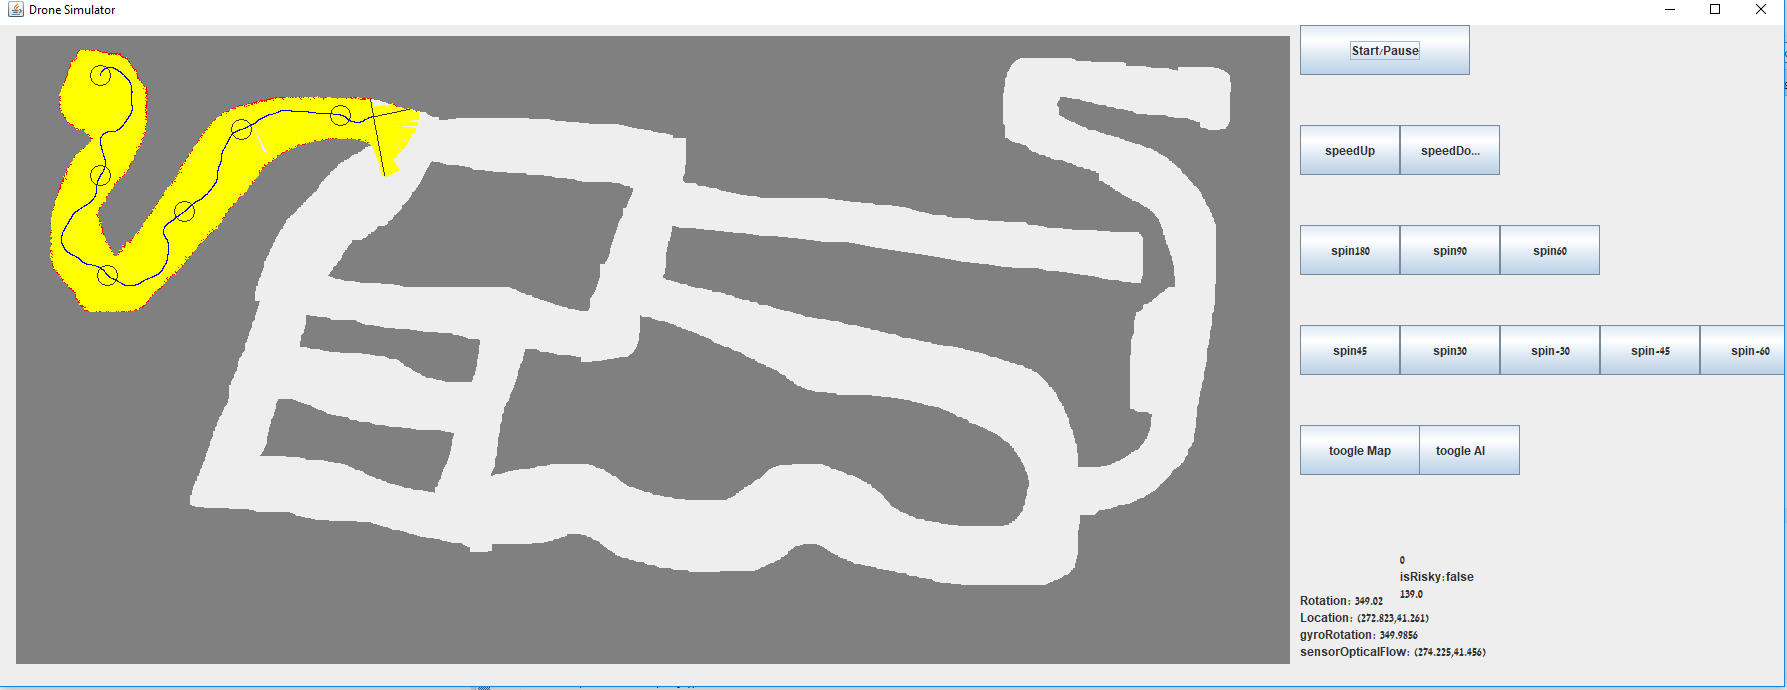 Drone Simulator
Start/Pause
speedUp speedDo...
spin180 spin90 spin60
spin45 spin30 spin-30 spin-45 spin-60
toogle Map toogle AI
0
isRisky:false
139.0
Rotation: 349.02
Location: (272.823,41.261)
gyroRotation: 349.9856
sensorOpticalFlow: (274.225,41.456)